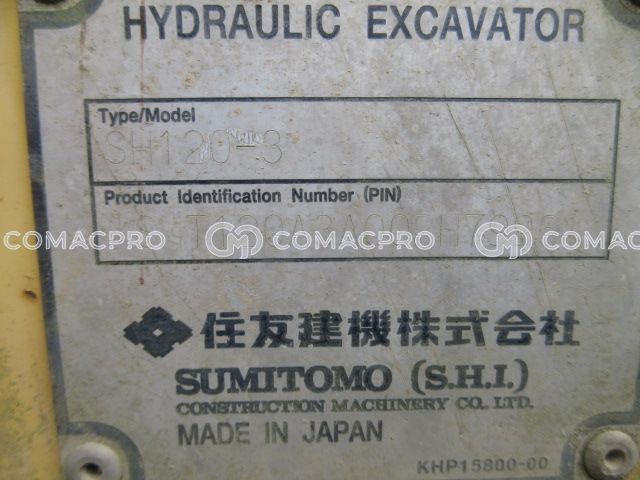 HYDRAULIC EXCAVATOR
Type/Model
SH120-3
Product Identification Number (PIN)
COMACPRO COMACPRO COMACPRO
住友建機株式会社
SUMITOMO (S.H.I.)
CONSTRUCTION MACHINERY CO., LTD.
MADE IN JAPAN
KHP15800-00